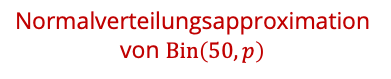 Normalverteilungsapproximation
von Bin(50, p)